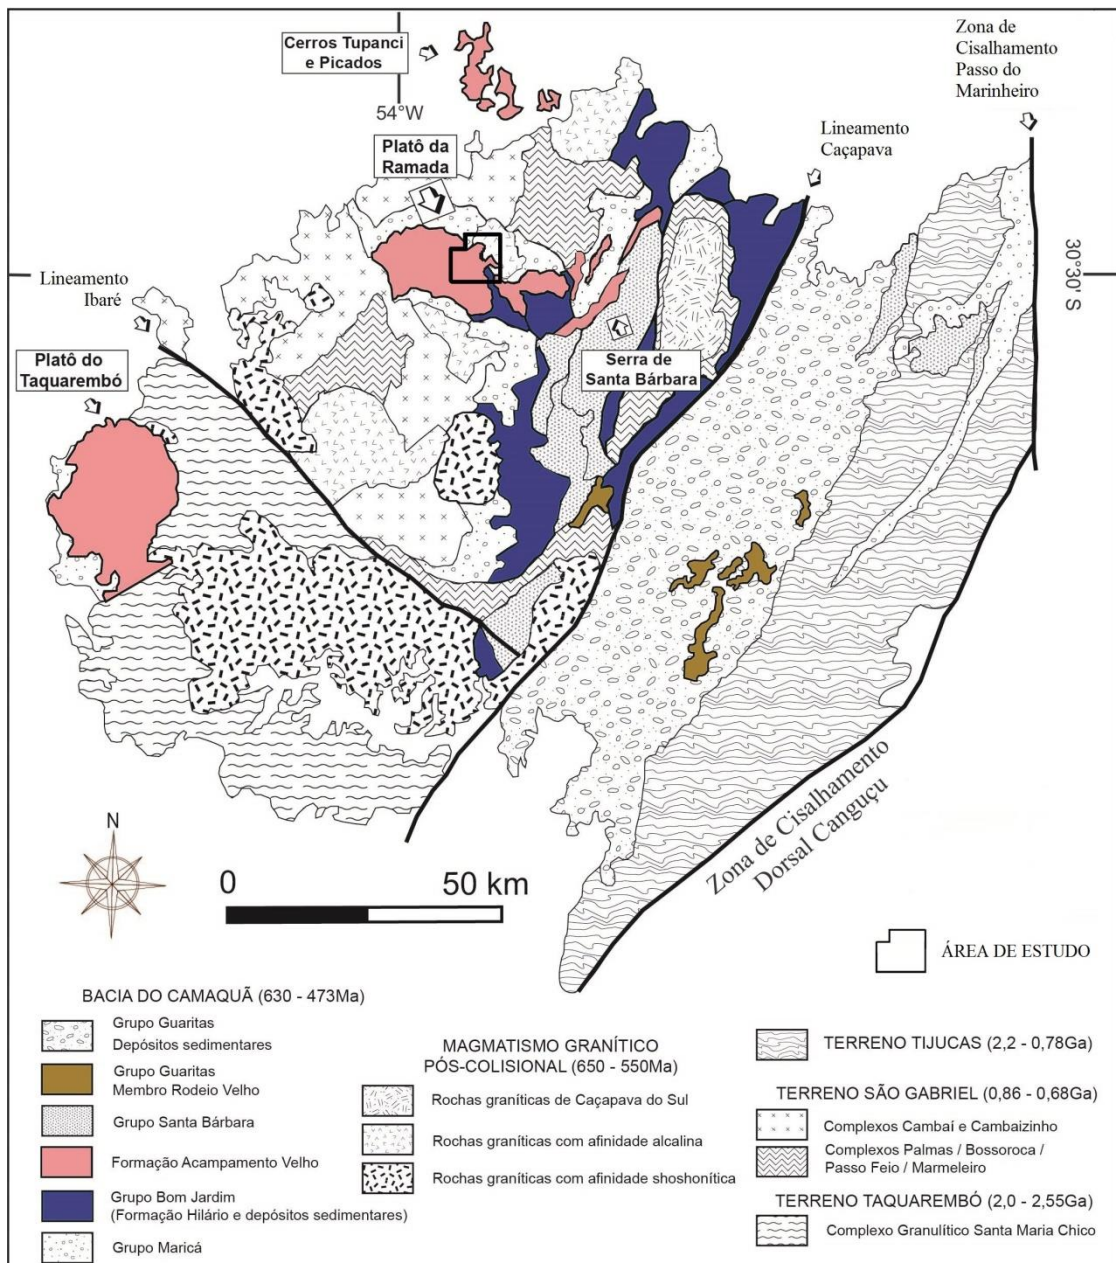 Cerros Tupanci
e Picados
54°W
Platô da
Ramada
Zona de
Cisalhamento
Passo do
Marinheiro
Lineamento
Caçapava
30°30'S
Lineamento
Ibaré
Platô do
Taquarembó
Serra de
Santa Bárbara
Zona de Cisalhamento
Dorsal Canguçu
N
0 50 km
ÁREA DE ESTUDO
BACIA DO CAMAQUÃ (630 - 473Ma)
Grupo Guaritas
Depósitos sedimentares
Grupo Guaritas
Membro Rodeio Velho
Grupo Santa Bárbara
Formação Acampamento Velho
Grupo Bom Jardim
(Formação Hilário e depósitos sedimentares)
Grupo Maricá
MAGMATISMO GRANÍTICO
PÓS-COLISIONAL (650 - 550Ma)
Rochas graníticas de Caçapava do Sul
Rochas graníticas com afinidade alcalina
Rochas graníticas com afinidade shoshonítica
TERRENO TIJUCAS (2,2 - 0,78Ga)
TERRENO SÃO GABRIEL (0,86 - 0,68Ga)
Complexos Cambaí e Cambaizinho
Complexos Palmas / Bossoroca /
Passo Feio / Marmeleiro
TERRENO TAQUAREMBÓ (2,0 - 2,55Ga)
Complexo Granulítico Santa Maria Chico